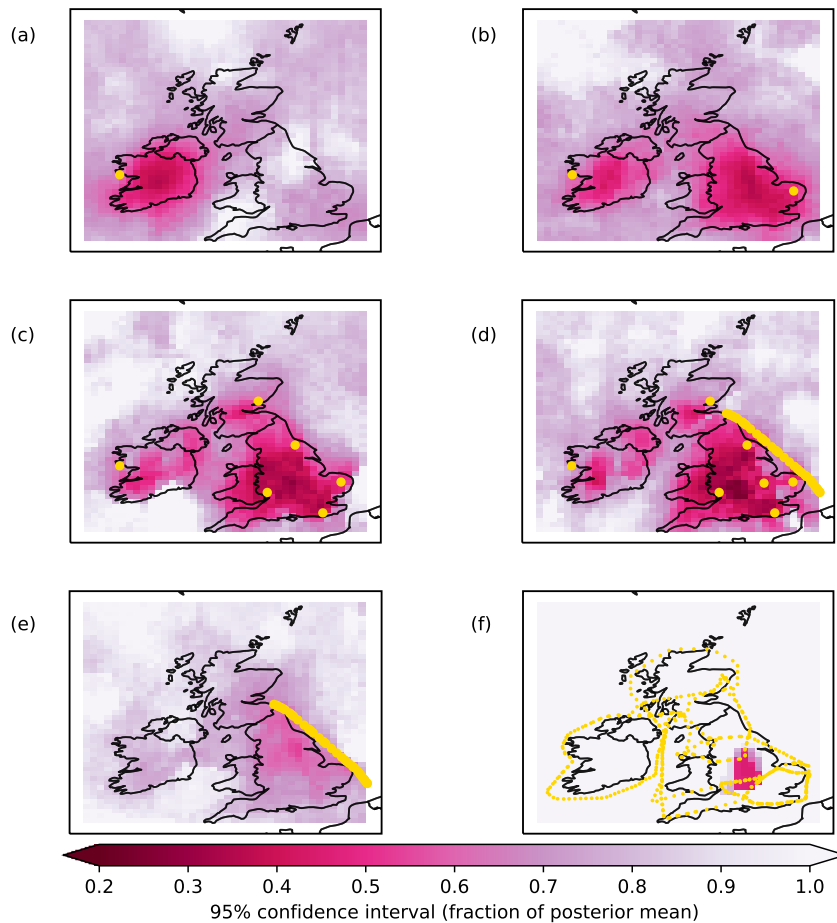 (a)
(b)
(c)
(d)
(e)
(f)
0.2 0.3 0.4 0.5 0.6 0.7 0.8 0.9 1.0
95% confidence interval (fraction of posterior mean)